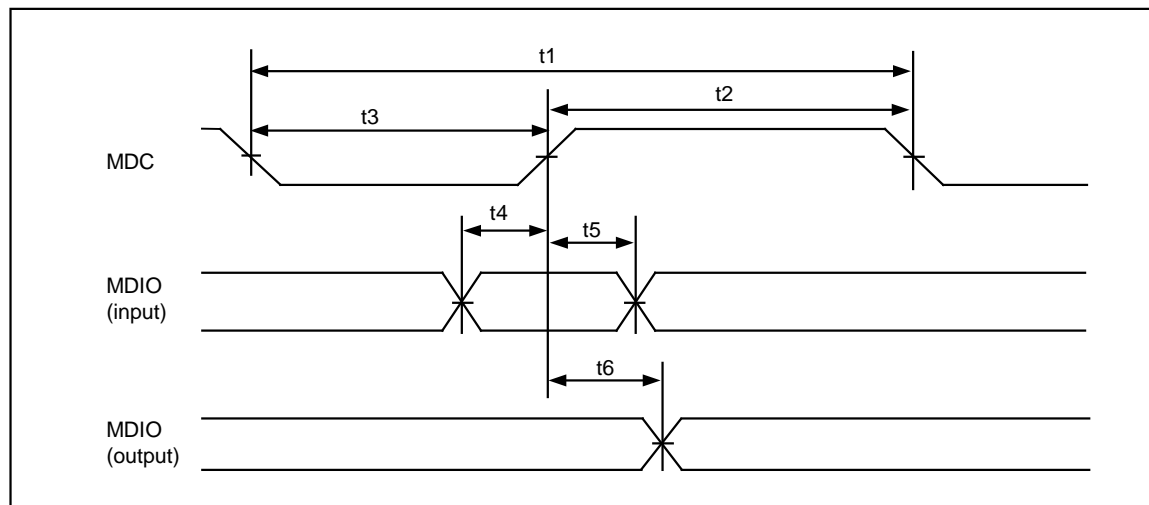 t1
t2
t3
MDC
t4
t5
MDIO
(input)
t6
MDIO
(output)